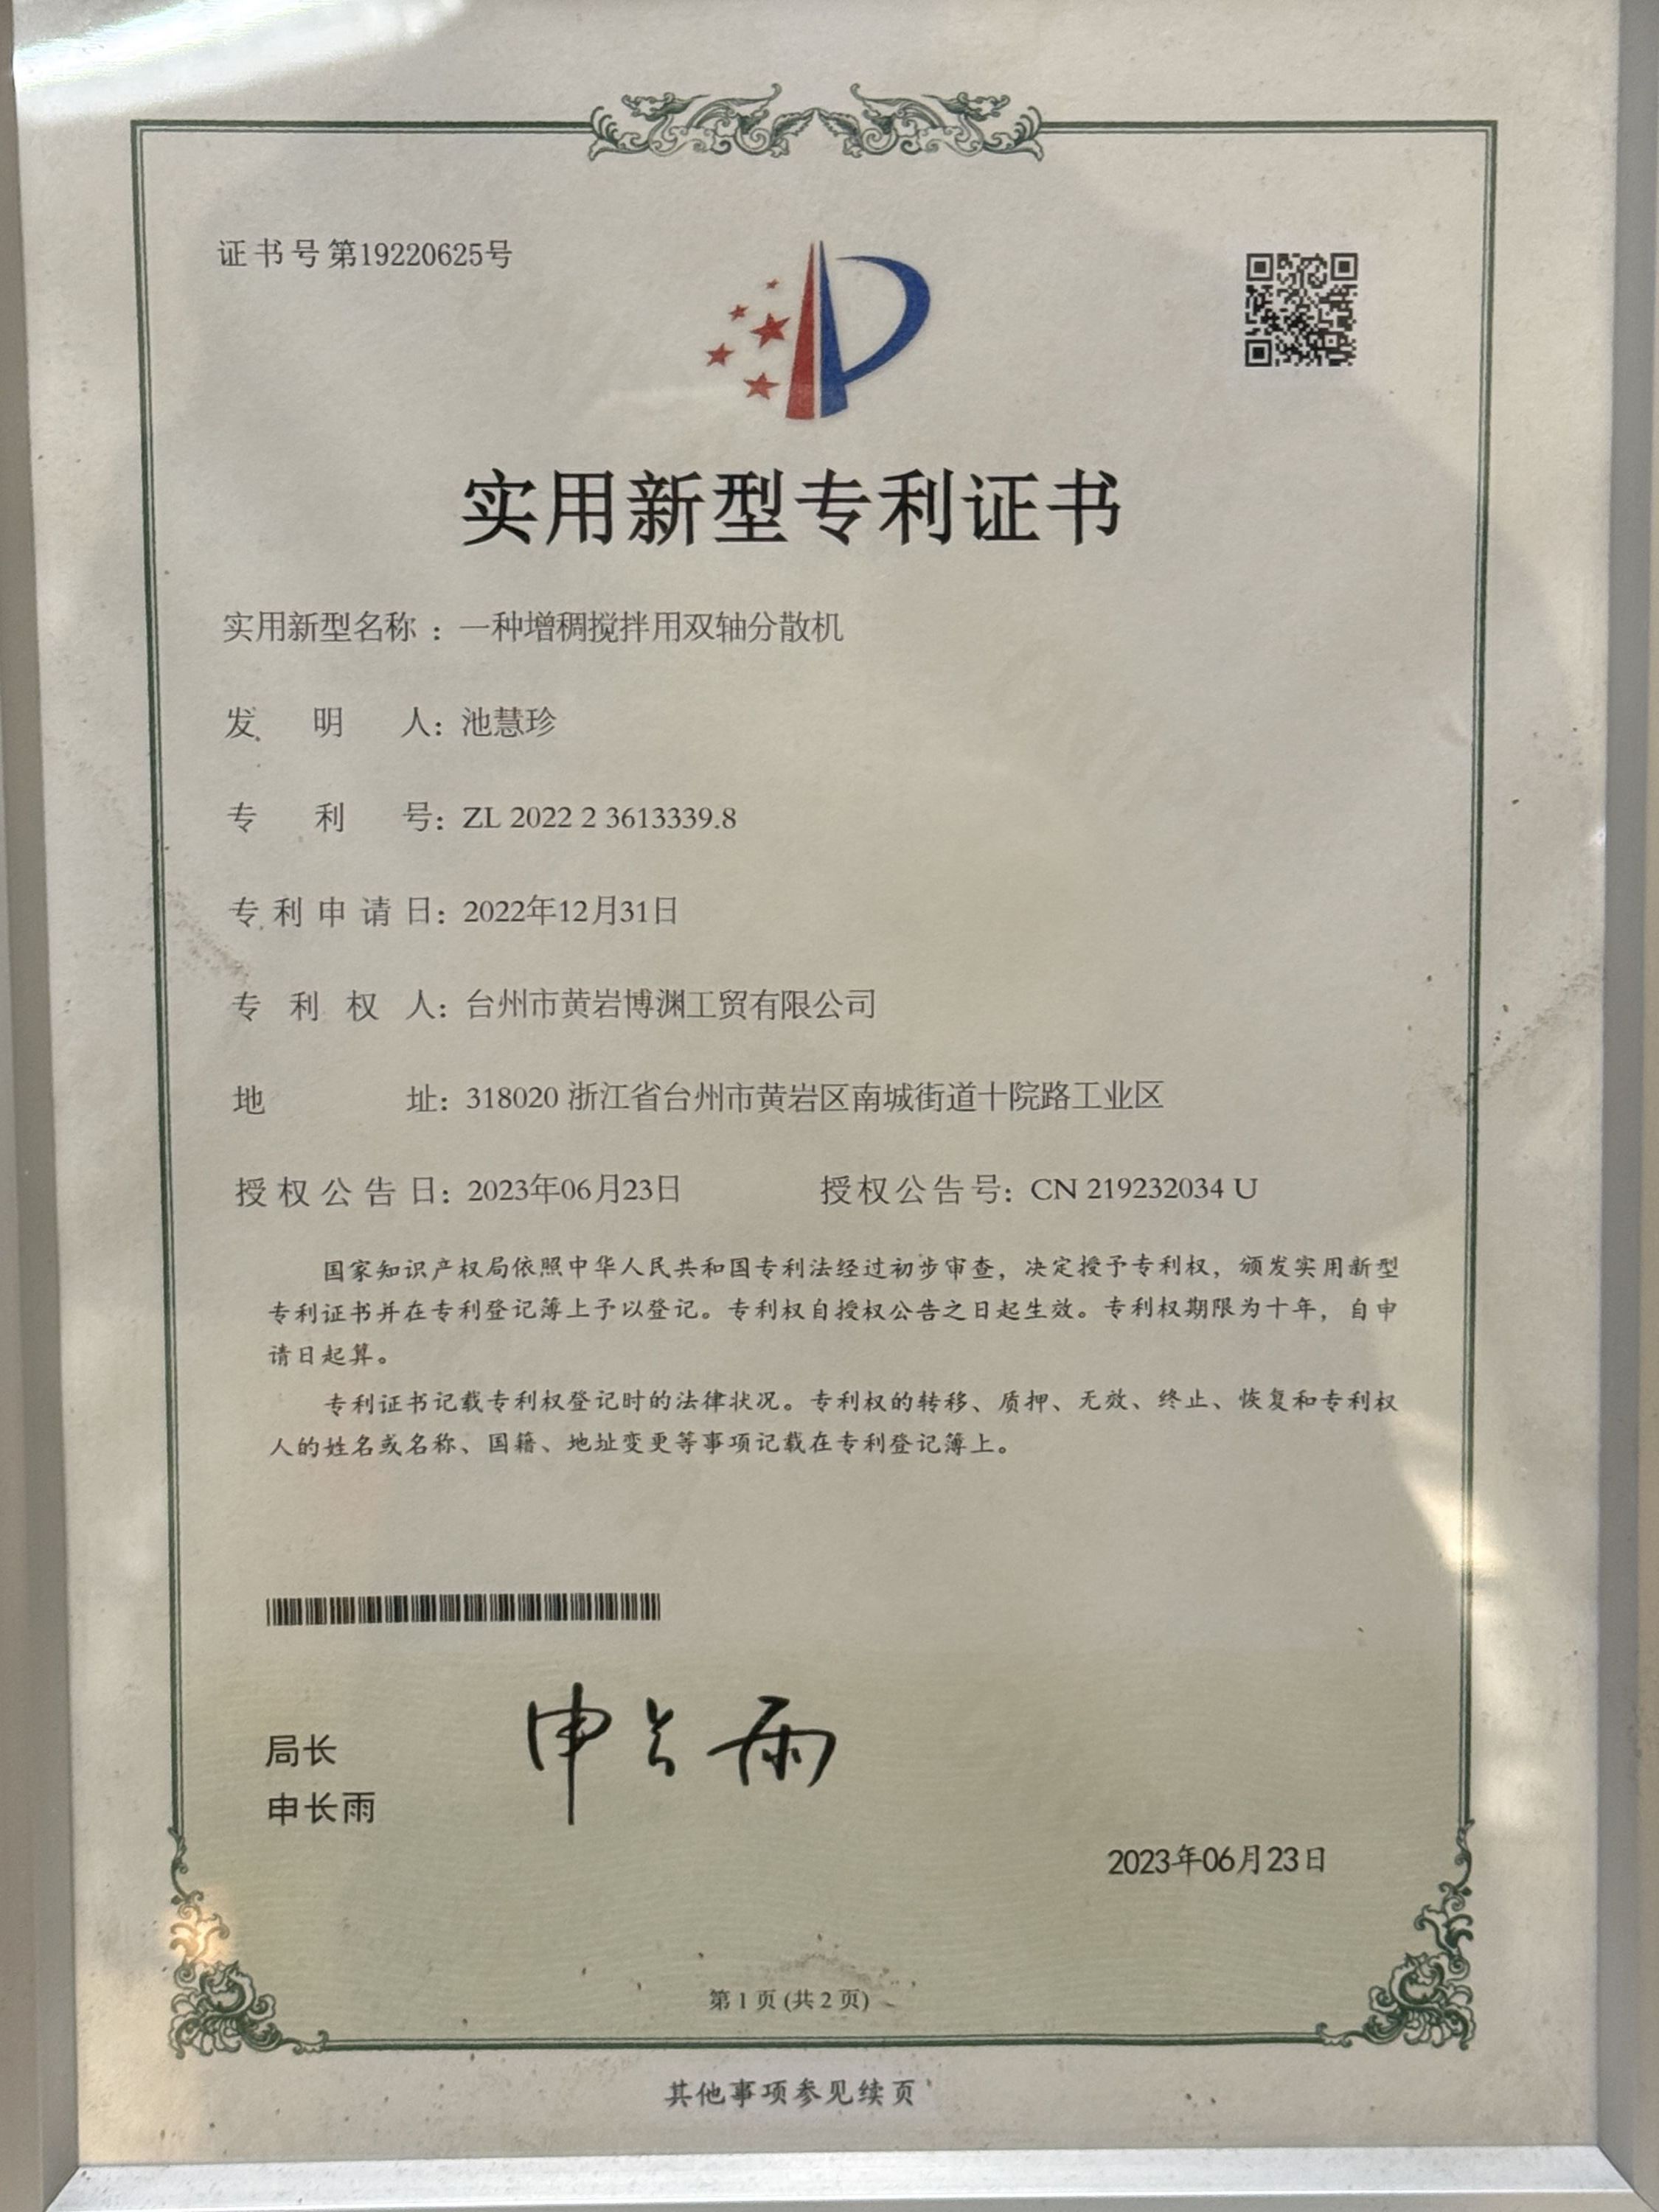 证书号第19220625号
实用新型专利证书
实用新型名称：一种增稠搅拌用双轴分散机
发明人：池慧珍
专利号：ZL 2022 2 3613339.8
专利申请日：2022年12月31日
专利权人：台州市黄岩博渊工贸有限公司
地址：318020 浙江省台州市黄岩区南城街道十院路工业区
授权公告日：2023年06月23日 授权公告号：CN 219232034 U
国家知识产权局依照中华人民共和国专利法经过初步审查，决定授予专利权，颁发实用新型
专利证书并在专利登记簿上予以登记。专利权自授权公告之日起生效。专利权期限为十年，自申
请日起算。
专利证书记载专利权登记时的法律状况。专利权的转移、质押、无效、终止、恢复和专利权
人的姓名或名称、国籍、地址变更等事项记载在专利登记簿上。
局长
申长雨
申长雨
2023年06月23日
第 1 页 (共 2 页)
其他事项参见续页